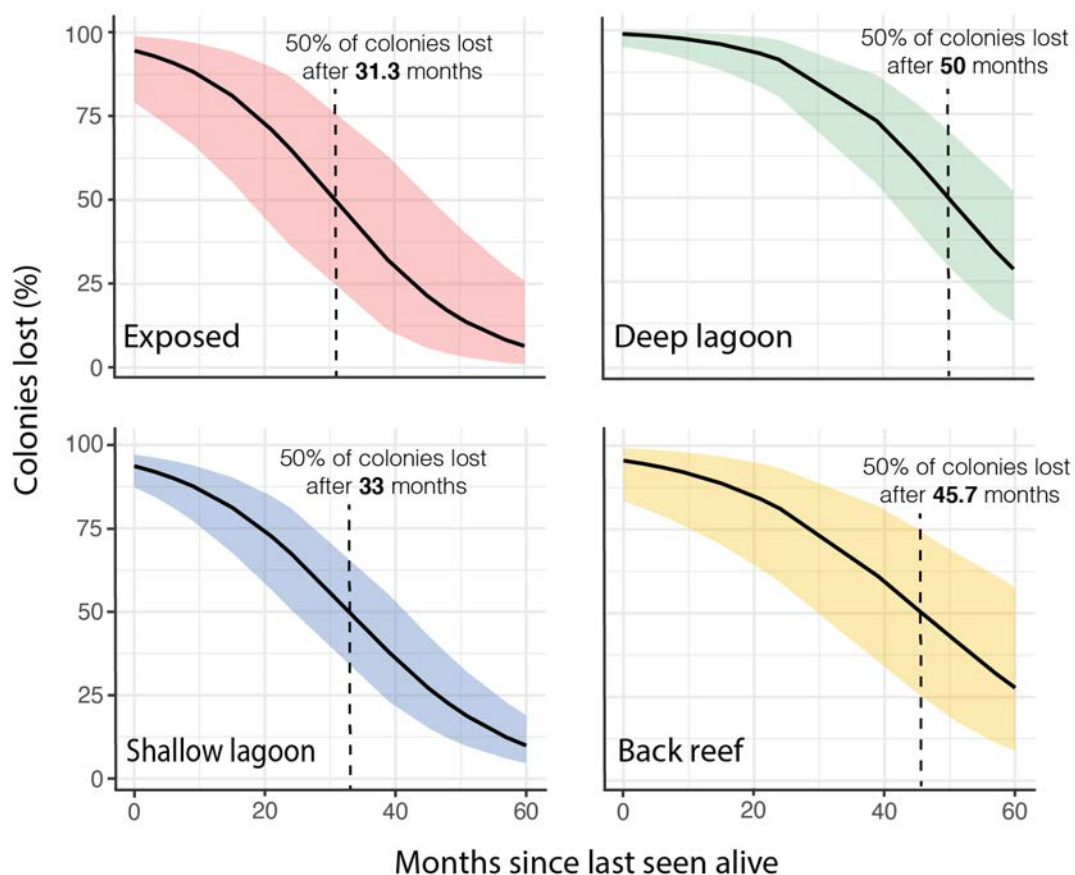 50% of colonies lost
after 31.3 months
100
75
50
25
0
Exposed
50% of colonies lost
after 50 months
Deep lagoon
Colonies lost (%)
50% of colonies lost
after 33 months
100
75
50
25
0
Shallow lagoon
0 20 40 60
50% of colonies lost
after 45.7 months
Back reef
0 20 40 60
Months since last seen alive